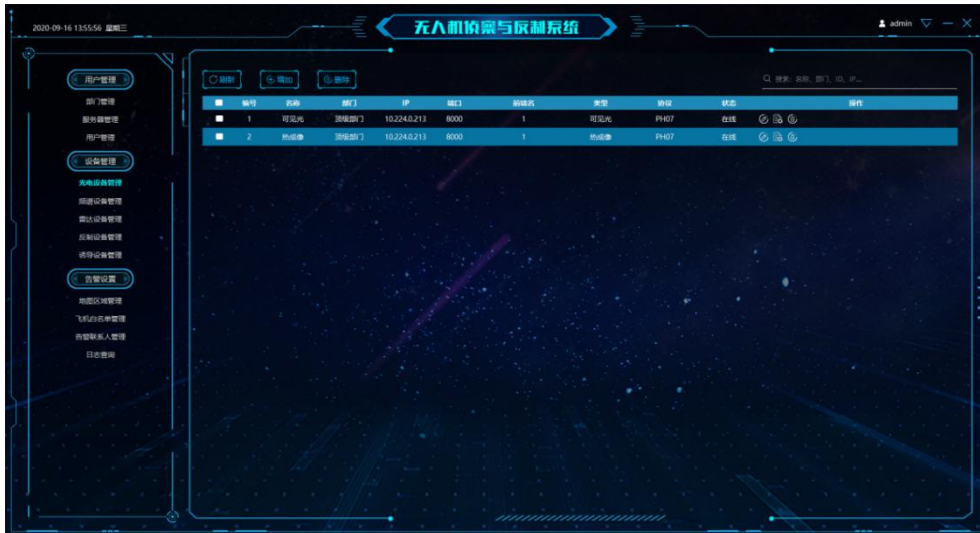 2020-09-16 13:55:56 星期三
无人机侦察与反制系统
admin
用户管理
部门管理
服务器管理
用户管理
设备管理
光电设备管理
频谱设备管理
雷达设备管理
反制设备管理
诱导设备管理
告警设置
地图区域管理
飞机白名单管理
告警联系人管理
日志查询
刷新 增加 删除
搜索: 名称、部门、ID、IP...
编号 名称 部门 IP 端口 前端名 类型 协议 状态 操作
1 可见光 顶级部门 10.224.0.213 8000 1 可见光 PH07 在线
2 热成像 顶级部门 10.224.0.213 8000 1 热成像 PH07 在线